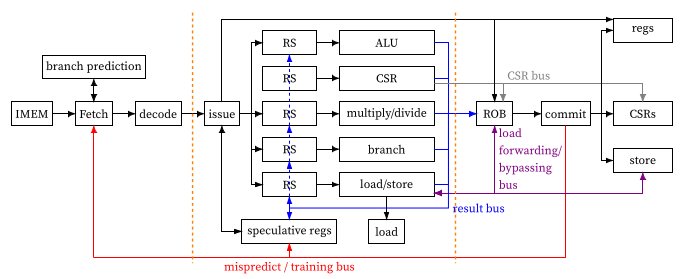 regs
RS
ALU
branch prediction
RS
CSR
CSR bus
IMEM
Fetch
decode
issue
RS
multiply/divide
ROB
commit
CSRs
load
forwarding/
bypassing
bus
RS
branch
store
RS
load/store
result bus
speculative regs
load
mispredict / training bus